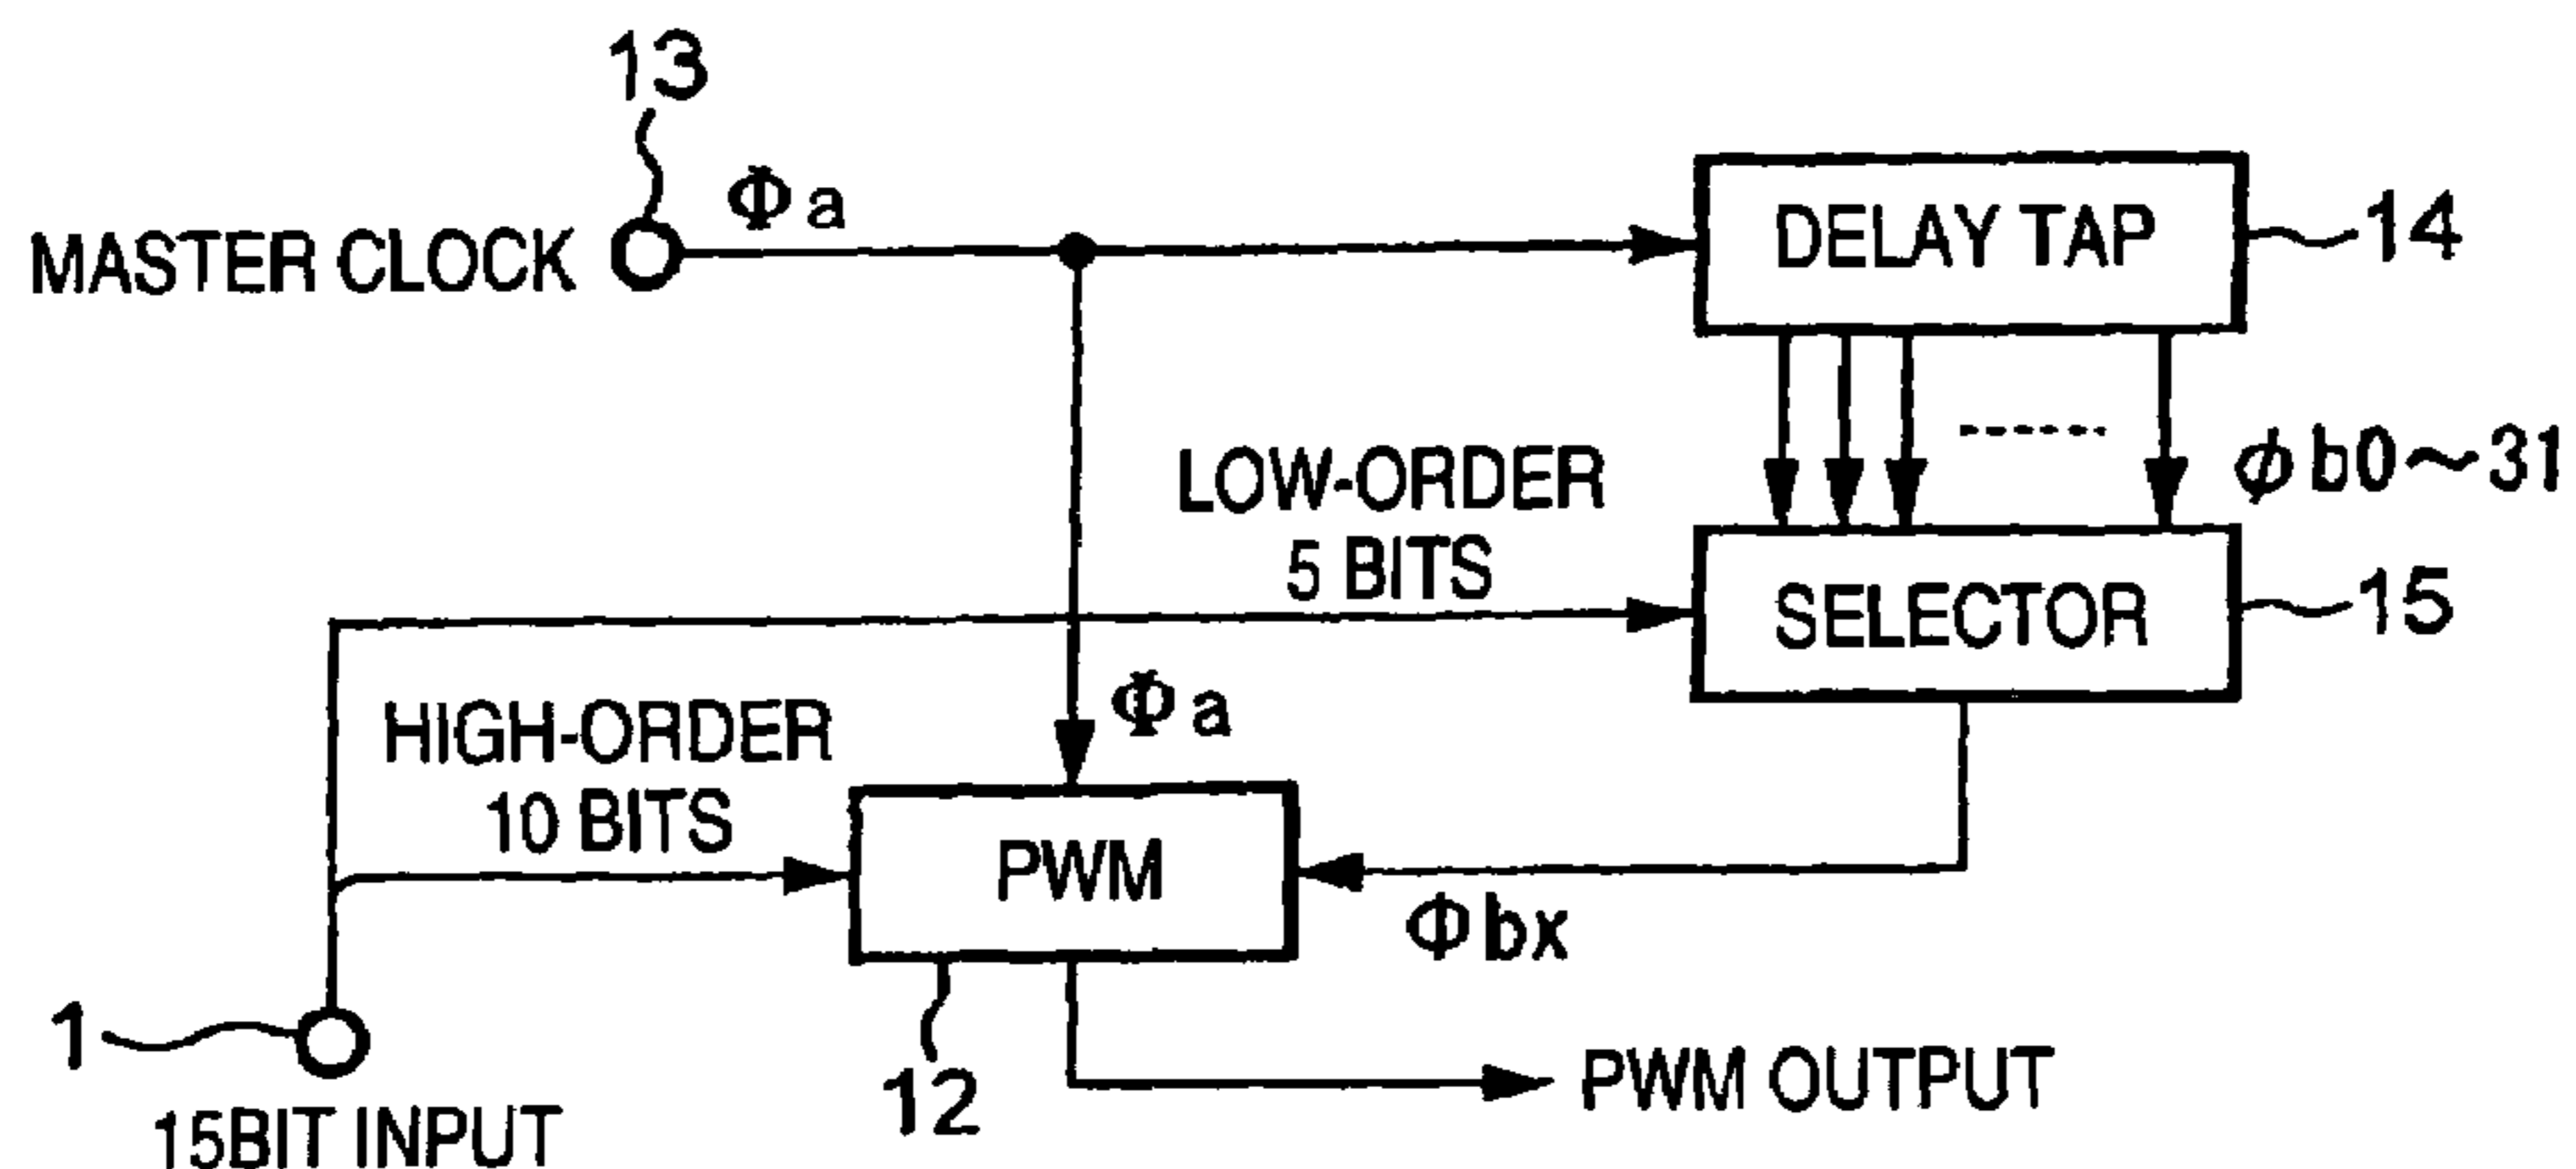 13
Φa
MASTER CLOCK
DELAY TAP
14
LOW-ORDER
5 BITS
ϕb0~31
SELECTOR
15
Φa
HIGH-ORDER
10 BITS
PWM
Φbx
1
12
PWM OUTPUT
15BIT INPUT